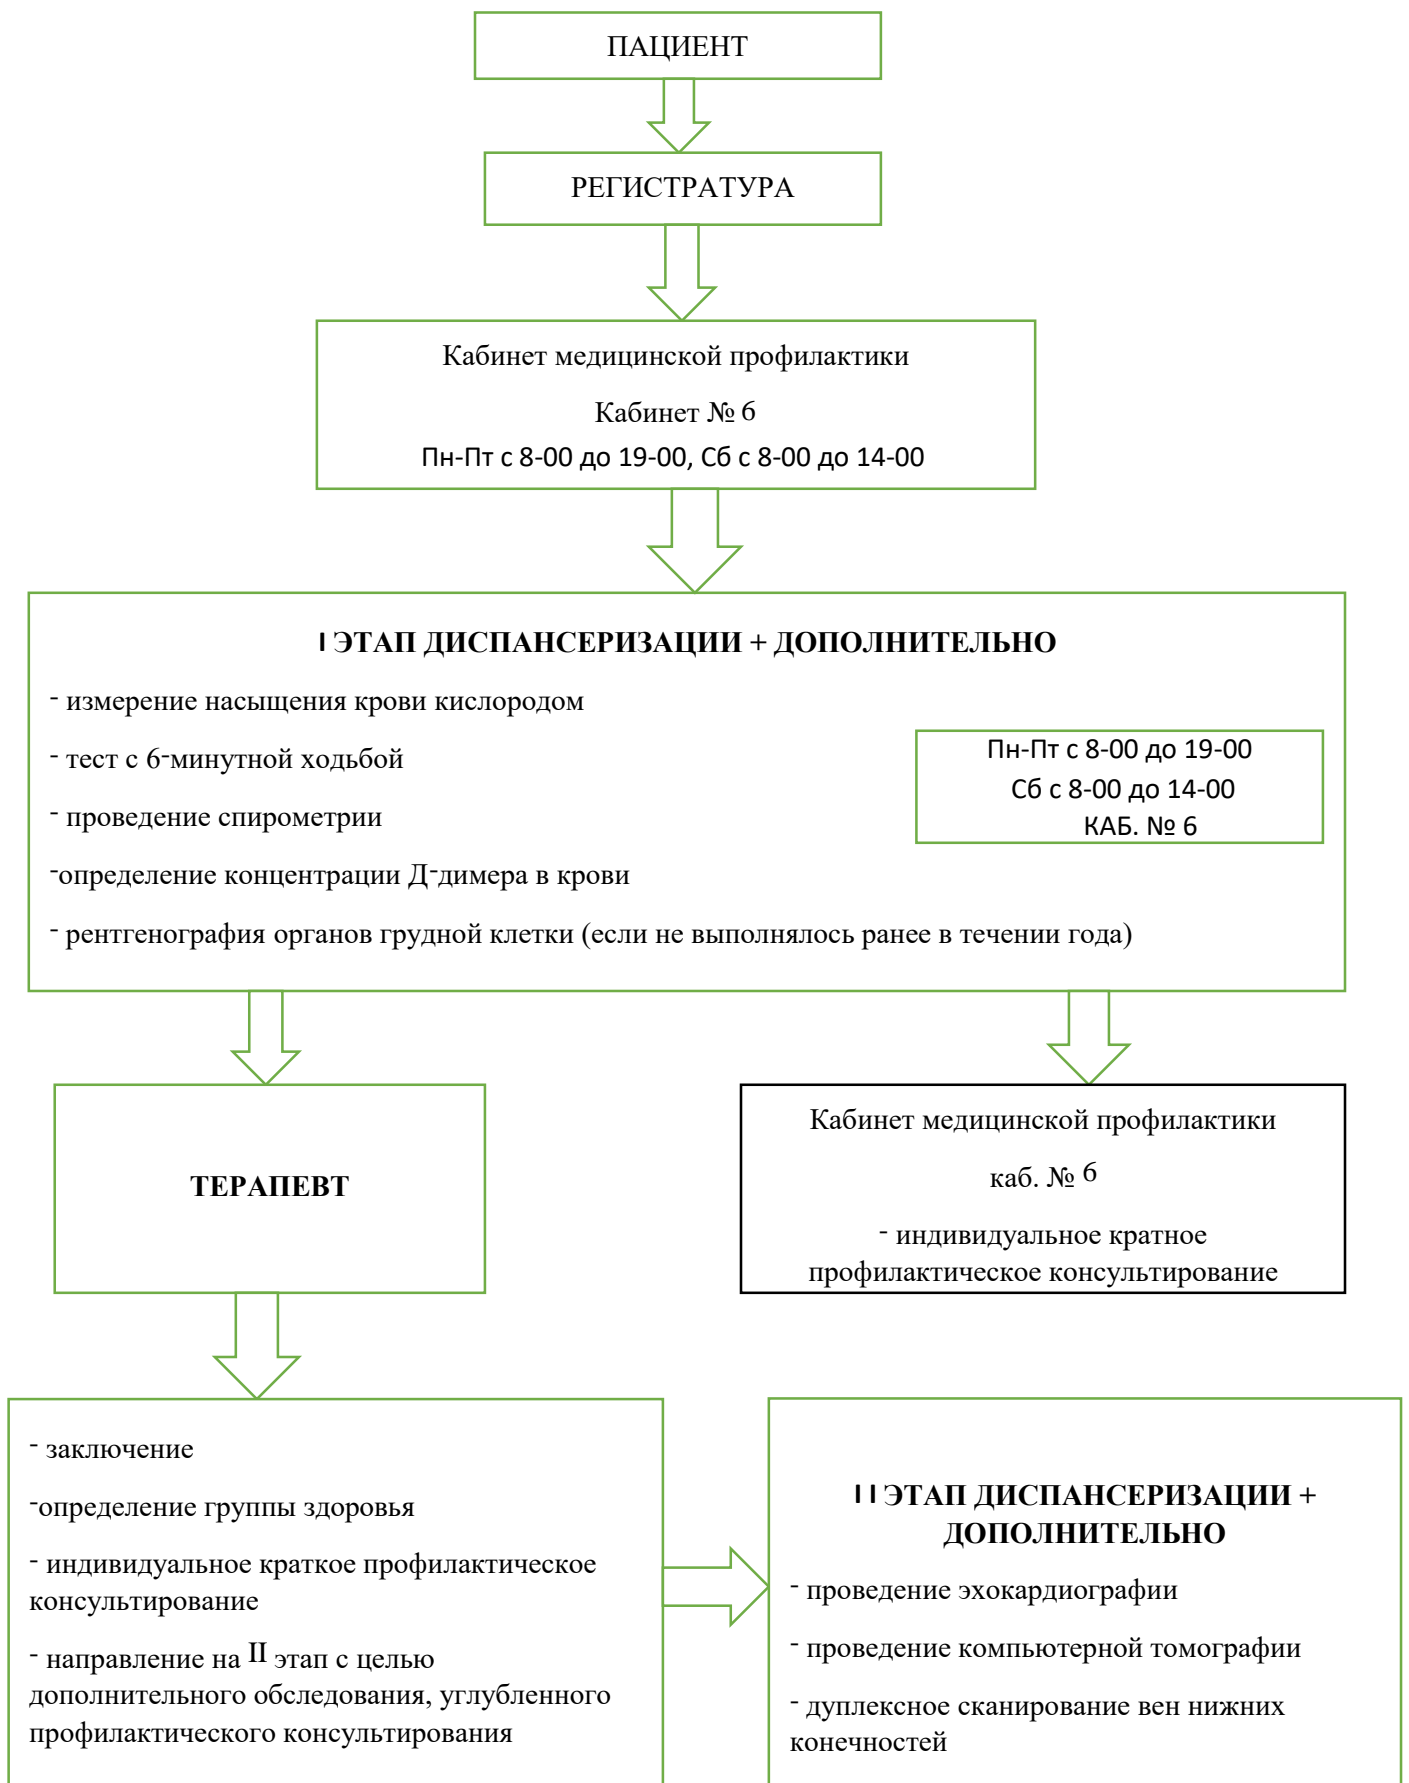 ПАЦИЕНТ
РЕГИСТРАТУРА
Кабинет медицинской профилактики
Кабинет № 6
Пн-Пт с 8-00 до 19-00, Сб с 8-00 до 14-00
I ЭТАП ДИСПАНСЕРИЗАЦИИ + ДОПОЛНИТЕЛЬНО
- измерение насыщения крови кислородом
- тест с 6-минутной ходьбой
- проведение спирометрии
-определение концентрации Д-димера в крови
- рентгенография органов грудной клетки (если не выполнялось ранее в течении года)
Пн-Пт с 8-00 до 19-00
Сб с 8-00 до 14-00
КАБ. № 6
ТЕРАПЕВТ
Кабинет медицинской профилактики
каб. № 6
- индивидуальное кратное
профилактическое консультирование
- заключение
-определение группы здоровья
- индивидуальное краткое профилактическое
консультирование
- направление на II этап с целью
дополнительного обследования, углубленного
профилактического консультирования
II ЭТАП ДИСПАНСЕРИЗАЦИИ +
ДОПОЛНИТЕЛЬНО
- проведение эхокардиографии
- проведение компьютерной томографии
- дуплексное сканирование вен нижних
конечностей